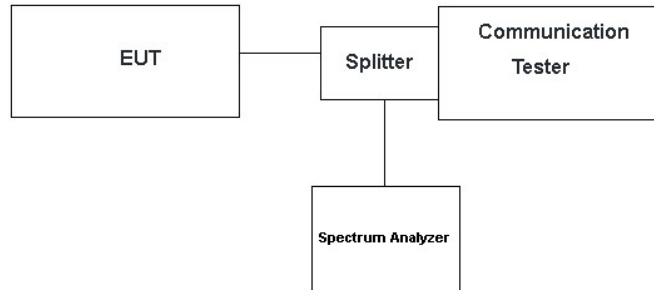 EUT
Splitter
Communication
Tester
Spectrum Analyzer